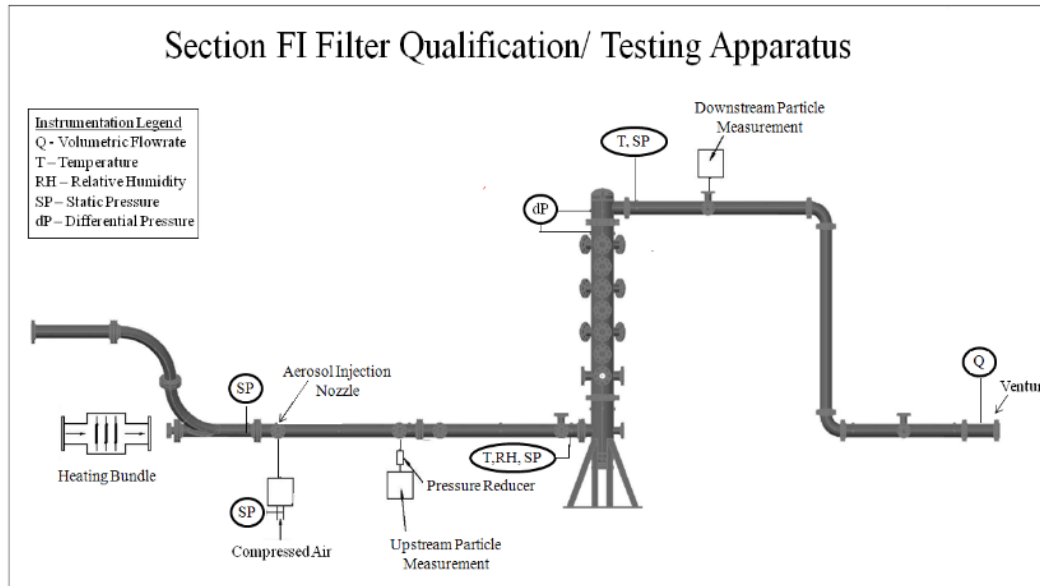 Section FI Filter Qualification/ Testing Apparatus
Instrumentation Legend
Q - Volumetric Flowrate
T – Temperature
RH – Relative Humidity
SP – Static Pressure
dP – Differential Pressure
Downstream Particle
Measurement
T, SP
dP
Aerosol Injection
Nozzle
SP
Q
Ventur
Heating Bundle
T,RH, SP
Pressure Reducer
SP
Compressed Air
Upstream Particle
Measurement